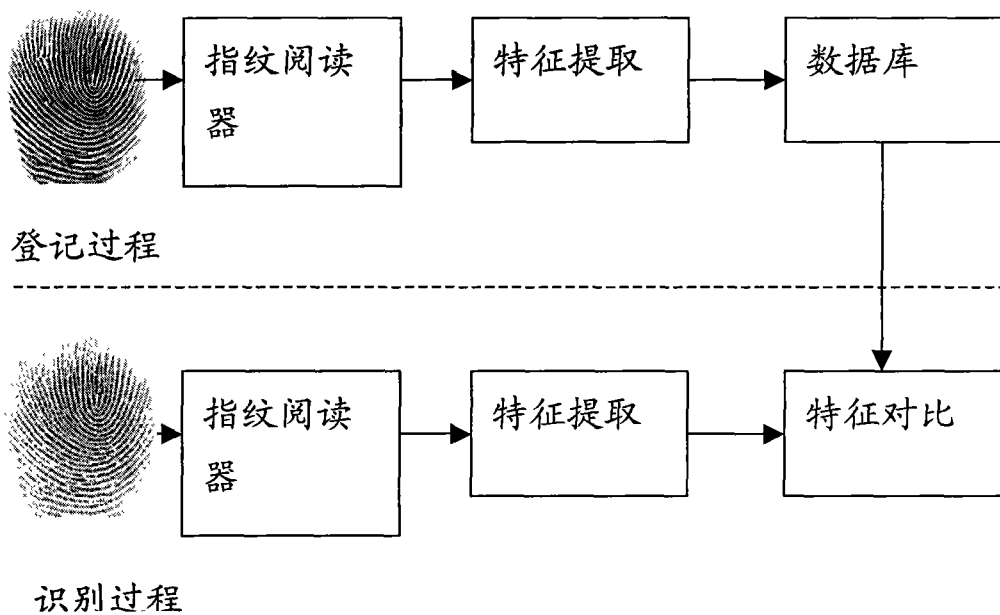 指纹阅读
器
特征提取
数据库
登记过程
指纹阅读
器
特征提取
特征对比
识别过程